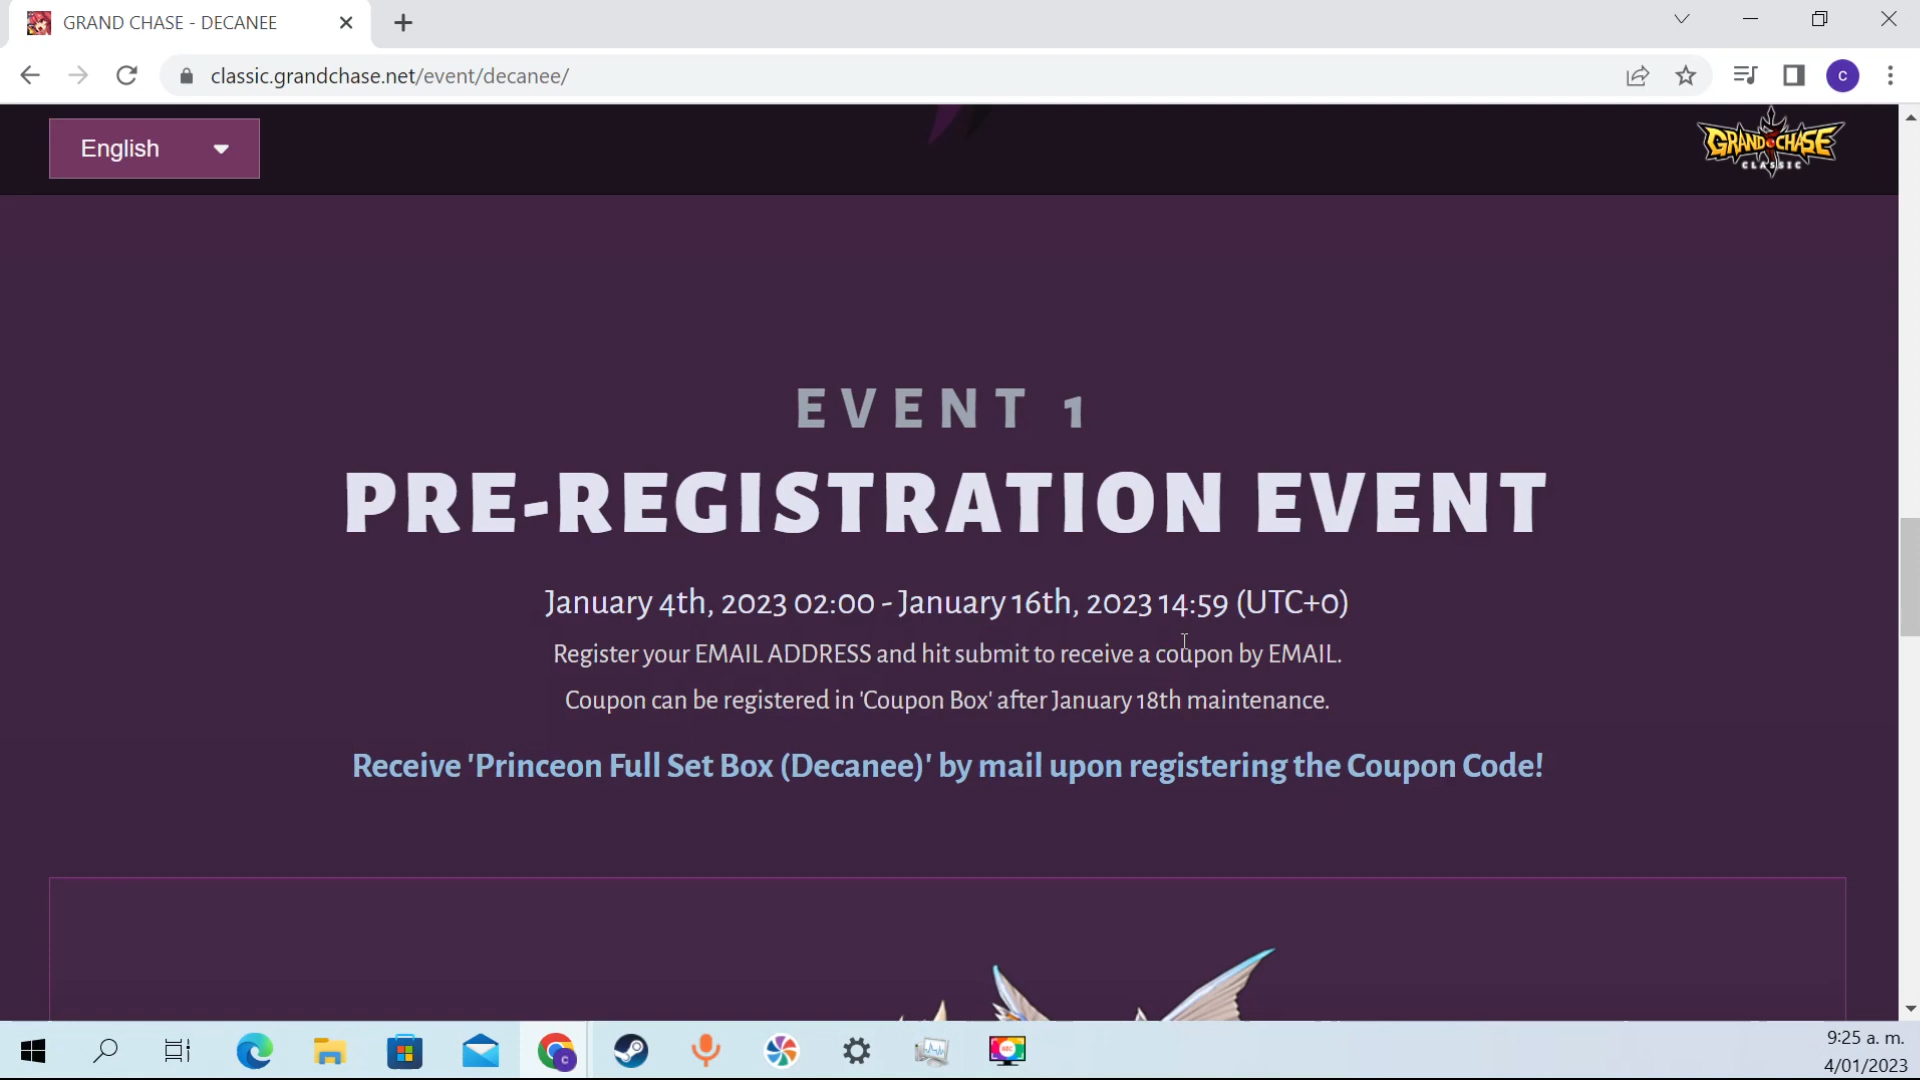 GRAND CHASE - DECANEE
classic.grandchase.net/event/decanee/
C
English
GRAND CHASE
CLASSIC
EVENT 1
PRE-REGISTRATION EVENT
January 4th, 2023 02:00 - January 16th, 2023 14:59 (UTC+0)
Register your EMAIL ADDRESS and hit submit to receive a coupon by EMAIL.
Coupon can be registered in 'Coupon Box' after January 18th maintenance.
Receive 'Princeon Full Set Box (Decanee)' by mail upon registering the Coupon Code!
9:25 a. m.
4/01/2023